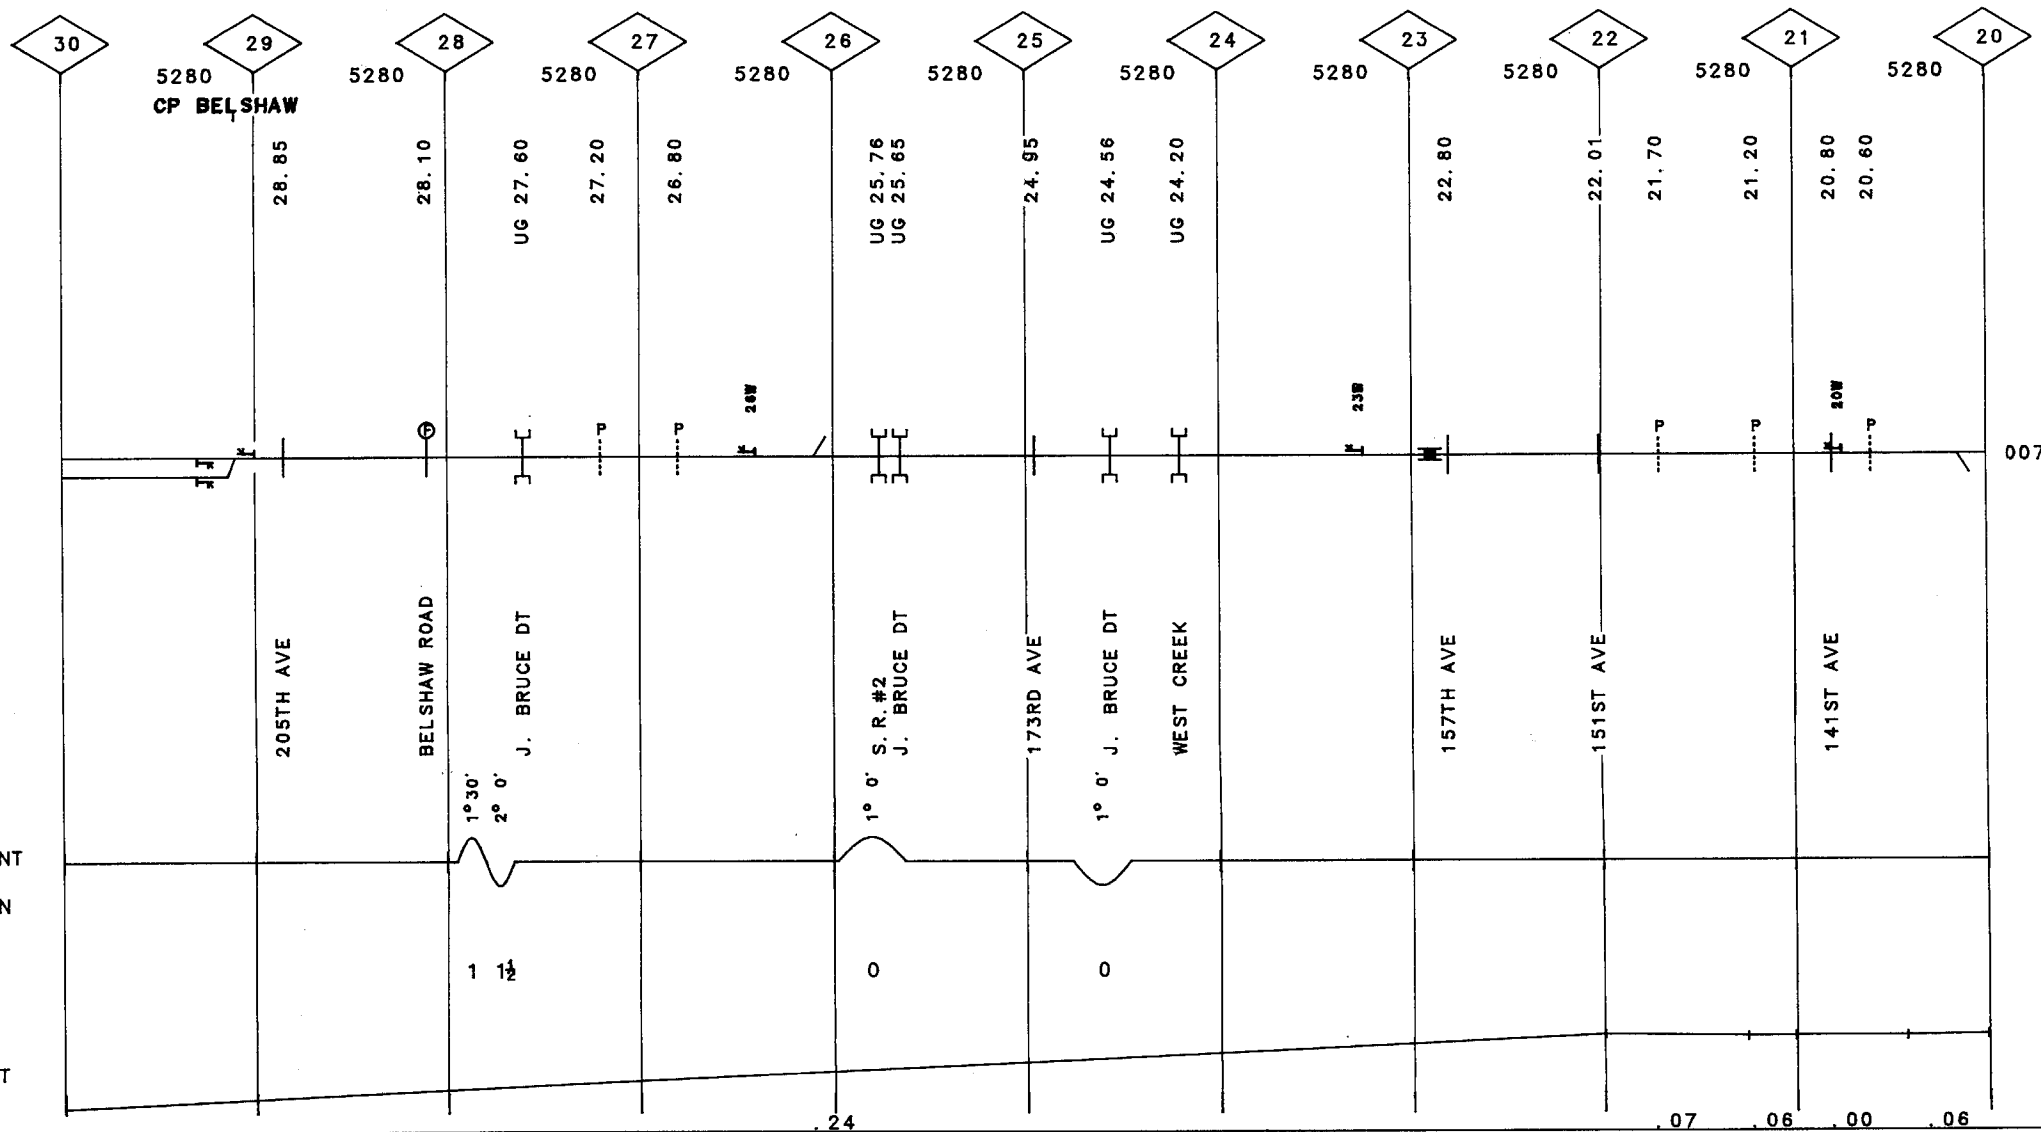 30 29 28 27 26 25 24 23 22 21 20
5280 5280 5280 5280 5280 5280 5280 5280 5280 5280
CP BELSHAW
28.85
28.10
UG 27.60
27.20
26.80
UG 25.76
UG 25.65
24.95
UG 24.56
UG 24.20
22.80
22.01
21.70
21.20
20.80
20.60
26W
23W
20W
F
P
P
P
P
P
007
205TH AVE
BELSHAW ROAD
J. BRUCE DT
S.R.#2
J. BRUCE DT
173RD AVE
J. BRUCE DT
WEST CREEK
157TH AVE
151ST AVE
141ST AVE
1°30'
2° 0'
1° 0'
1° 0'
NT
N
1 1½ 0 0
T
.24 .07 .06 .00 .06